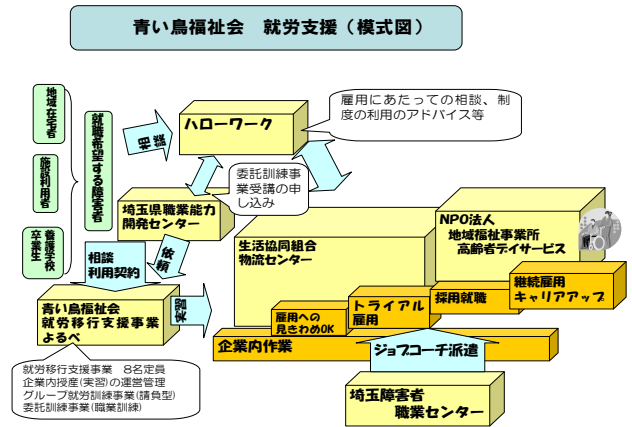 青い鳥福祉会　就労支援（模式図）
地域在宅者
施設利用者
養護学校
卒業生
就職希望する障害者
相談
ハローワーク
雇用にあたっての相談、制
度の利用のアドバイス等
委託訓練事
業受講の申
し込み
埼玉県職業能力
開発センター
相談
利用契約
依頼
青い鳥福祉会
就労移行支援事業
よるべ
実習
就労移行支援事業　8名定員
企業内授産(実習)の運営管理
グループ就労訓練事業(請負型)
委託訓練事業(職業訓練)
生活協同組合
物流センター
NPO法人
地域福祉事業所
高齢者デイサービス
企業内作業
雇用への
見きわめOK
トライアル
雇用
採用就職
継続雇用
キャリアアップ
ジョブコーチ派遣
埼玉障害者
職業センター